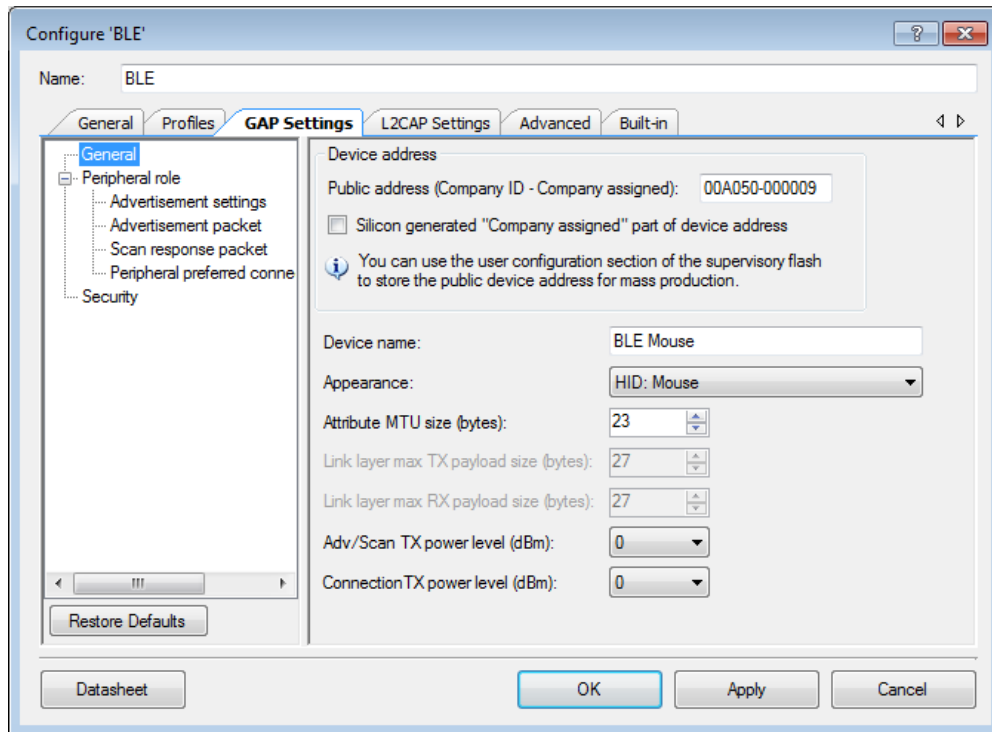 Configure 'BLE'
Name: BLE
General Profiles GAP Settings L2CAP Settings Advanced Built-in
General
Peripheral role
Advertisement settings
Advertisement packet
Scan response packet
Peripheral preferred conne
Security
Restore Defaults
Device address
Public address (Company ID - Company assigned): 00A050-000009
Silicon generated "Company assigned" part of device address
You can use the user configuration section of the supervisory flash
to store the public device address for mass production.
Device name: BLE Mouse
Appearance: HID: Mouse
Attribute MTU size (bytes): 23
Link layer max TX payload size (bytes): 27
Link layer max RX payload size (bytes): 27
Adv/Scan TX power level (dBm): 0
Connection TX power level (dBm): 0
Datasheet OK Apply Cancel